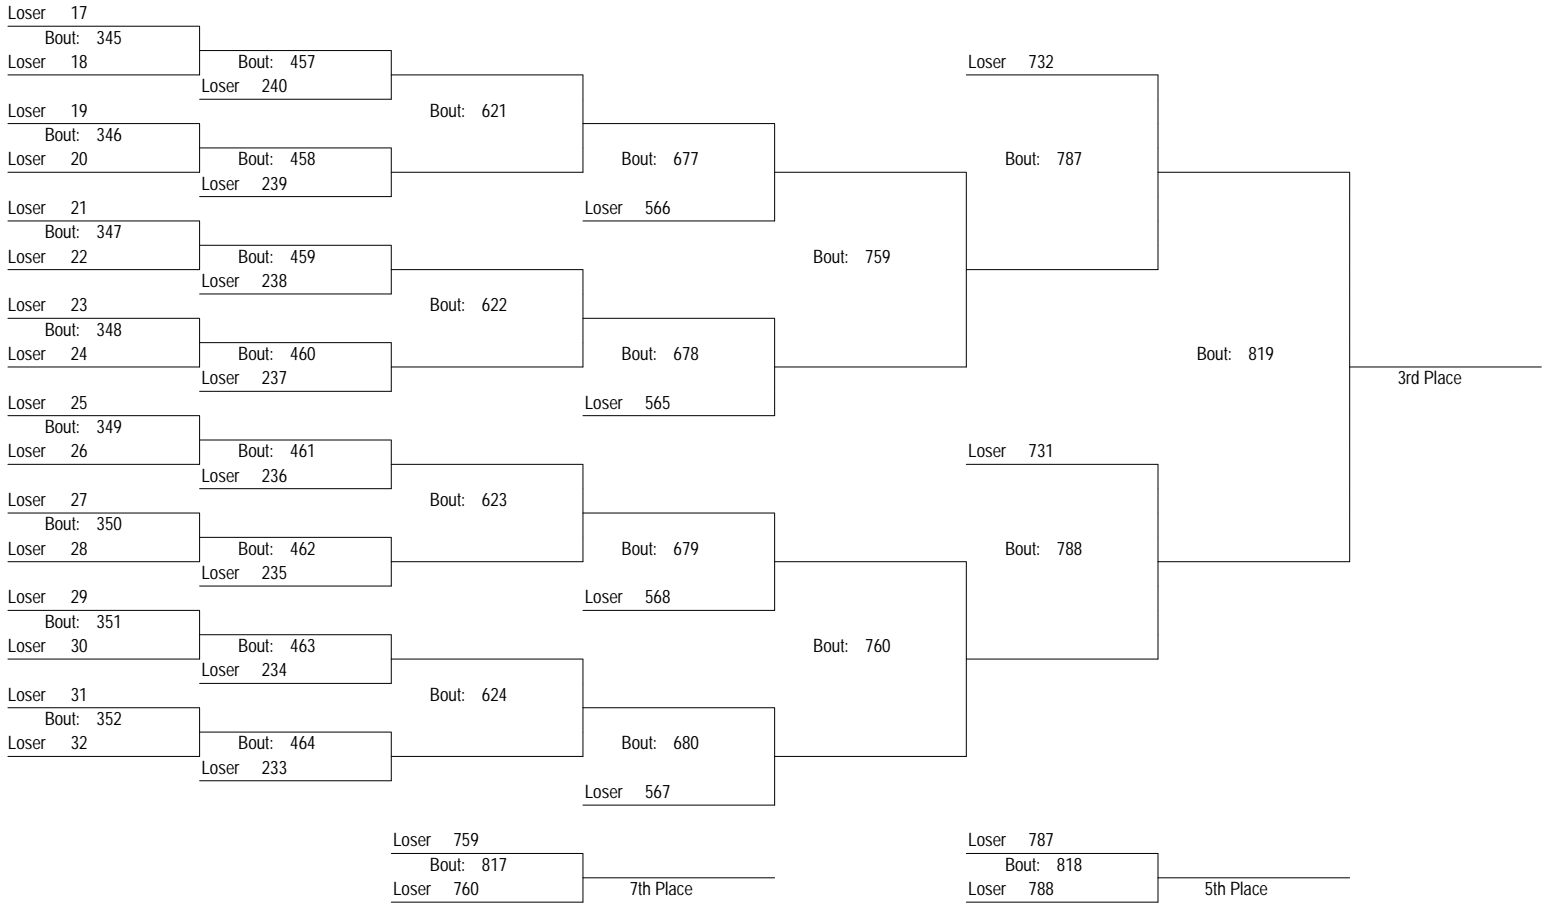 Loser 17
Bout: 345
Loser 18
Bout: 457
Loser 240
Loser 19
Bout: 346
Loser 20
Bout: 458
Loser 239
Loser 21
Bout: 347
Loser 22
Bout: 459
Loser 238
Loser 23
Bout: 348
Loser 24
Bout: 460
Loser 237
Loser 25
Bout: 349
Loser 26
Bout: 461
Loser 236
Loser 27
Bout: 350
Loser 28
Bout: 462
Loser 235
Loser 29
Bout: 351
Loser 30
Bout: 463
Loser 234
Loser 31
Bout: 352
Loser 32
Bout: 464
Loser 233
Bout: 621
Bout: 622
Bout: 623
Bout: 624
Bout: 677
Loser 566
Bout: 678
Loser 565
Bout: 679
Loser 568
Bout: 680
Loser 567
Bout: 759
Bout: 760
Loser 732
Bout: 787
Loser 731
Bout: 788
Bout: 819
3rd Place
Loser 759
Bout: 817
Loser 760
7th Place
Loser 787
Bout: 818
Loser 788
5th Place